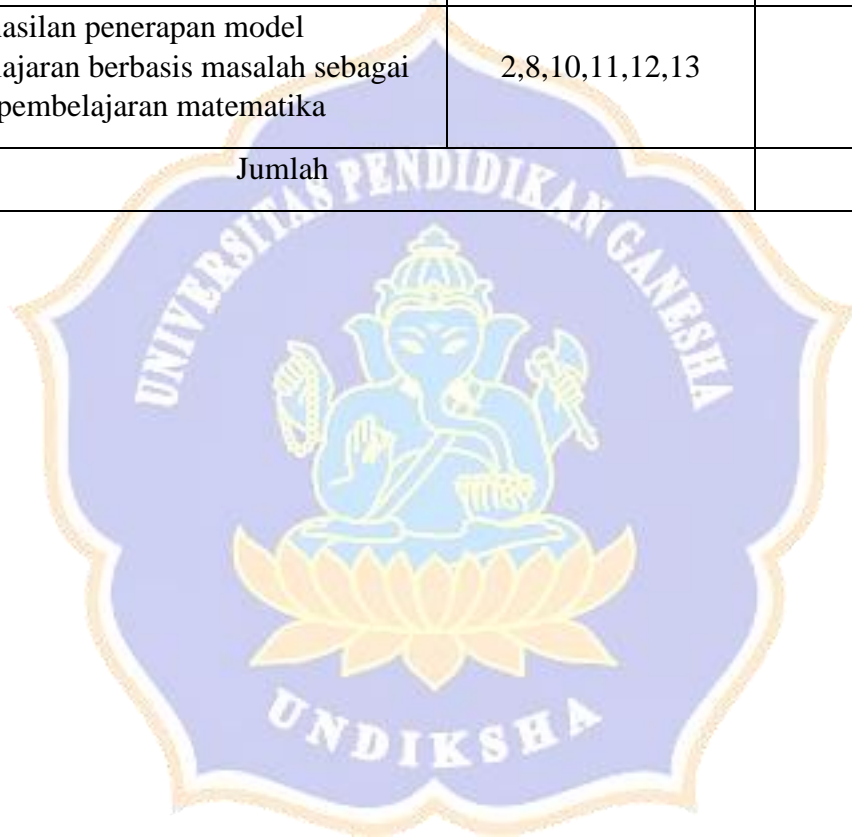 asilan penerapan model
lajaran berbasis masalah sebagai
pembelajaran matematika
2,8,10,11,12,13
Jumlah
UNIVERSITAS PENDIDIKAN GANESHA
UNDIKSHA